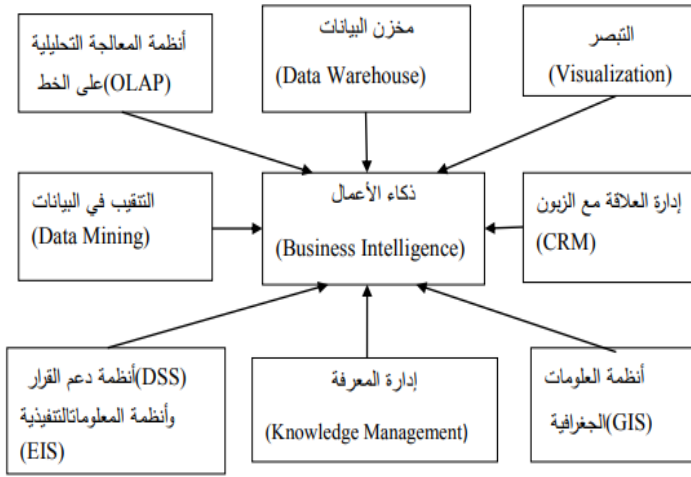 أنظمة المعالجة التحليلية
على الخط(OLAP)
مخزن البيانات
(Data Warehouse)
التبصر
(Visualization)
التنقيب في البيانات
(Data Mining)
ذكاء الأعمال
(Business Intelligence)
إدارة العلاقة مع الزبون
(CRM)
أنظمة دعم القرار(DSS)
وأنظمة المعلوماتالتنفيذية
(EIS)
إدارة المعرفة
(Knowledge Management)
أنظمة العلومات
الجغرافية(GIS)